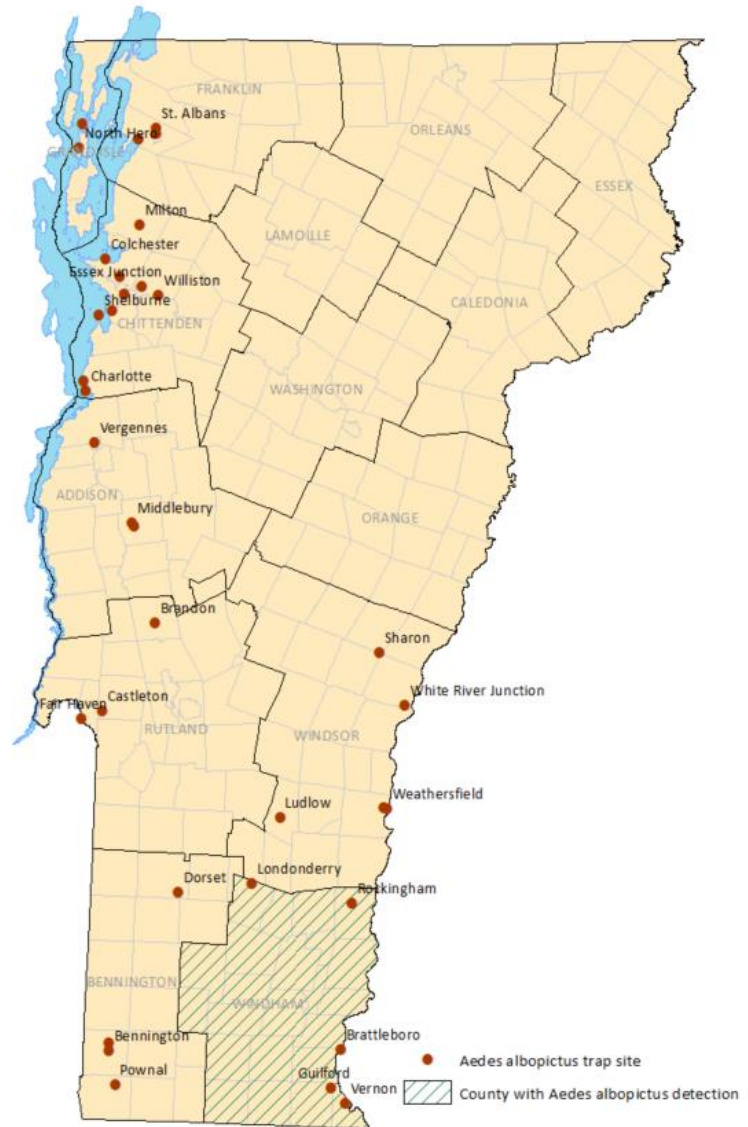 FRANKLIN
St. Albans
North Hero
GRAND ISLE
ORLEANS
ESSEX
Milton
LAMOILLE
Colchester
Essex Junction
Williston
Shelburne
CHITTENDEN
CALEDONIA
Charlotte
WASHINGTON
Vergennes
ADDISON
Middlebury
ORANGE
Brandon
Sharon
Fair Haven
Castleton
White River Junction
RUTLAND
WINDSOR
Ludlow
Weathersfield
Dorset
Londonderry
Rockingham
BENNINGTON
WINDHAM
Bennington
Brattleboro
Pownal
Guilford
Vernon
Aedes albopictus trap site
County with Aedes albopictus detection